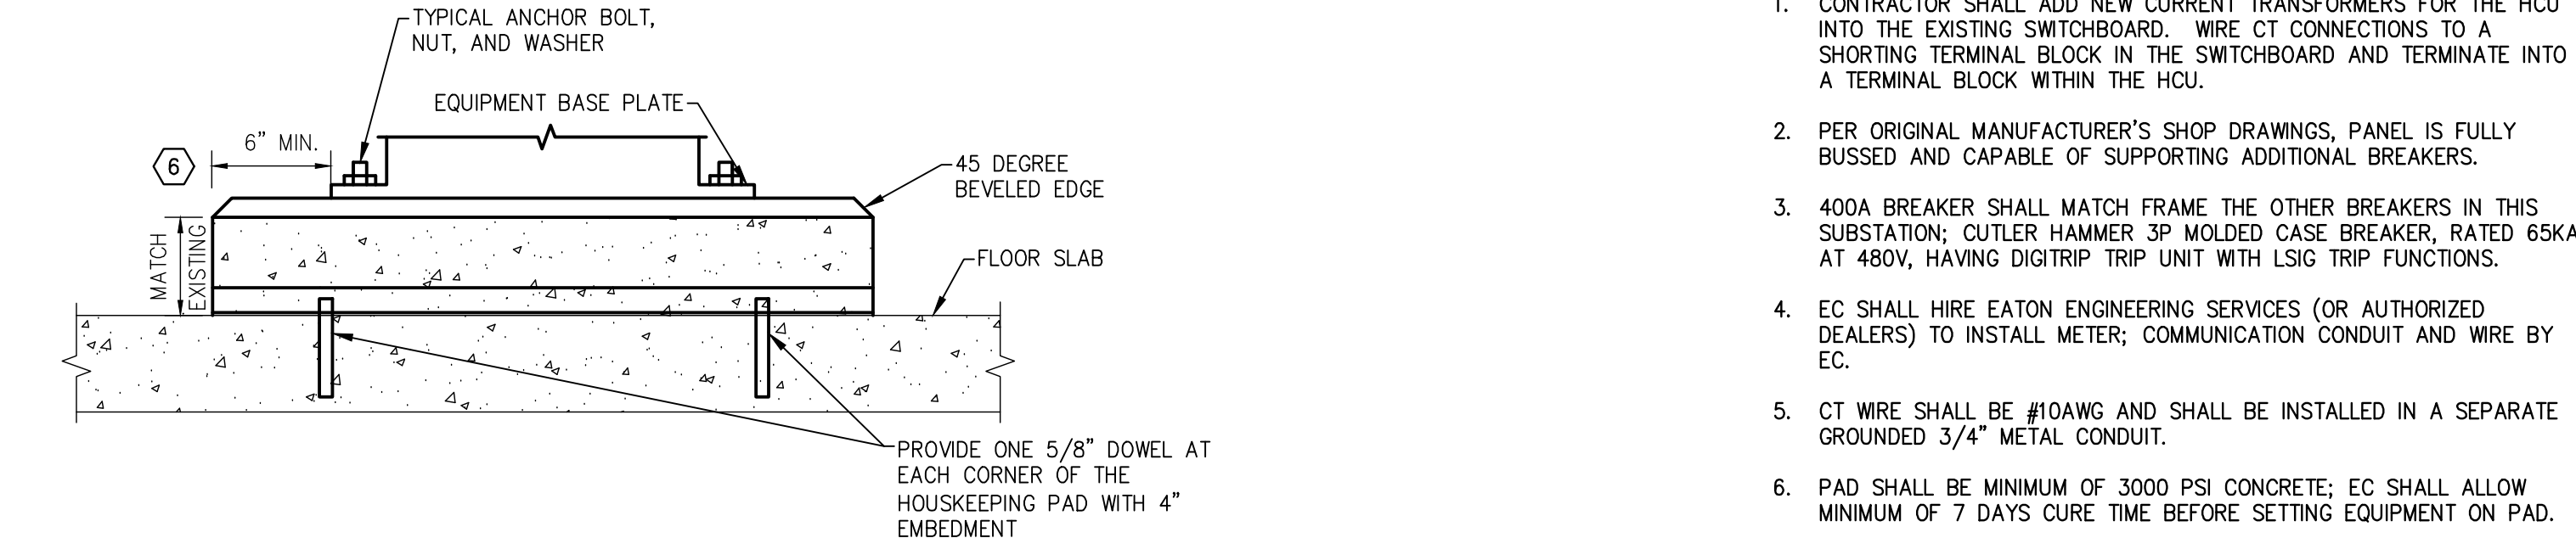 TYPICAL ANCHOR BOLT,
NUT, AND WASHER
EQUIPMENT BASE PLATE
6" MIN.
6
45 DEGREE
BEVELED EDGE
MATCH
EXISTING
FLOOR SLAB
PROVIDE ONE 5/8" DOWEL AT
EACH CORNER OF THE
HOUSKEEPING PAD WITH 4"
EMBEDMENT
1. CONTRACTOR SHALL ADD NEW CURRENT TRANSFORMERS FOR THE HCU
INTO THE EXISTING SWITCHBOARD. WIRE CT CONNECTIONS TO A
SHORTING TERMINAL BLOCK IN THE SWITCHBOARD AND TERMINATE INTO
A TERMINAL BLOCK WITHIN THE HCU.
2. PER ORIGINAL MANUFACTURER'S SHOP DRAWINGS, PANEL IS FULLY
BUSSED AND CAPABLE OF SUPPORTING ADDITIONAL BREAKERS.
3. 400A BREAKER SHALL MATCH FRAME THE OTHER BREAKERS IN THIS
SUBSTATION; CUTLER HAMMER 3P MOLDED CASE BREAKER, RATED 65KA
AT 480V, HAVING DIGITRIP TRIP UNIT WITH LSIG TRIP FUNCTIONS.
4. EC SHALL HIRE EATON ENGINEERING SERVICES (OR AUTHORIZED
DEALERS) TO INSTALL METER; COMMUNICATION CONDUIT AND WIRE BY
EC.
5. CT WIRE SHALL BE #10AWG AND SHALL BE INSTALLED IN A SEPARATE
GROUNDED 3/4" METAL CONDUIT.
6. PAD SHALL BE MINIMUM OF 3000 PSI CONCRETE; EC SHALL ALLOW
MINIMUM OF 7 DAYS CURE TIME BEFORE SETTING EQUIPMENT ON PAD.